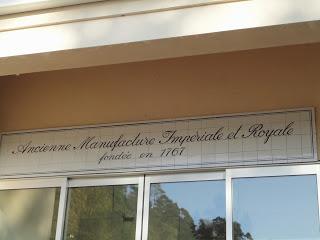 Ancienne Manufacture Impériale et Royale
fondée en 1761